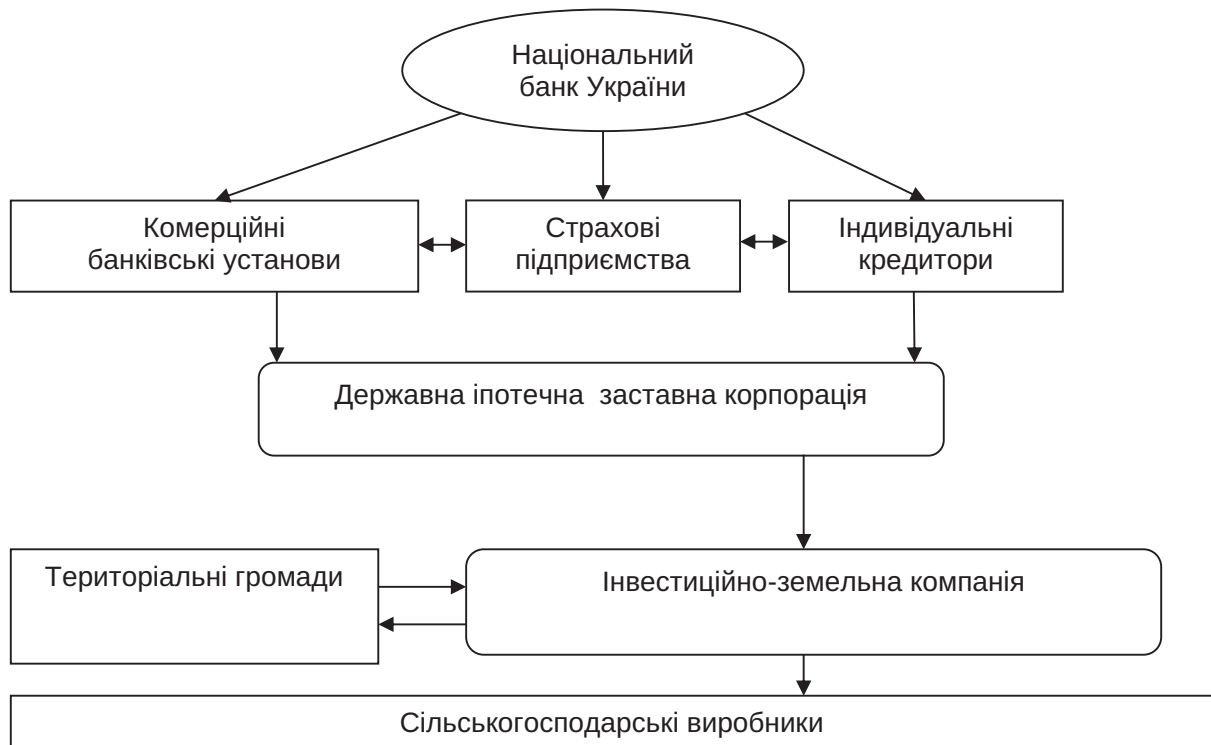 Національний
банк України
Комерційні
банківські установи
Страхові
підприємства
Індивідуальні
кредитори
Державна іпотечна заставна корпорація
Територіальні громади
Інвестиційно-земельна компанія
Сільськогосподарські виробники